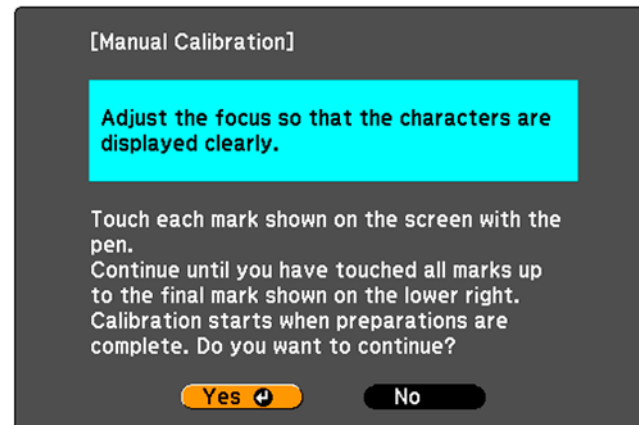 [Manual Calibration]
Adjust the focus so that the characters are
displayed clearly.
Touch each mark shown on the screen with the
pen.
Continue until you have touched all marks up
to the final mark shown on the lower right.
Calibration starts when preparations are
complete. Do you want to continue?
Yes
No